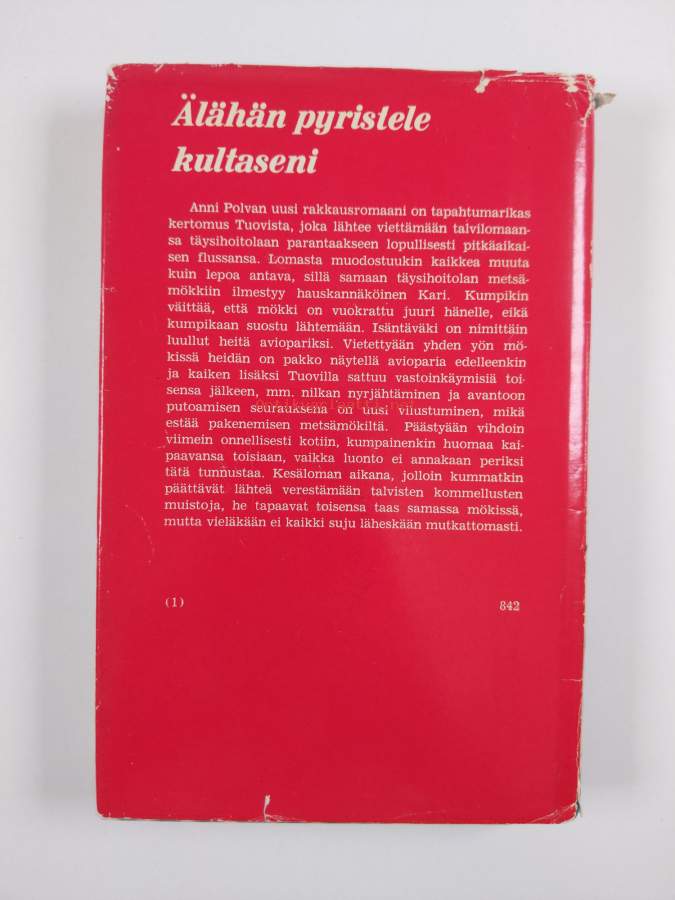 Älähän pyristele
kultaseni
Anni Polvan uusi rakkausromaani on tapahtumarikas
kertomus Tuovista, joka lähtee viettämään talvilomaan-
sa täysihoitolaan parantaakseen lopullisesti pitkäaikai-
sen flussansa. Lomasta muodostuukin kaikkea muuta
kuin lepoa antava, sillä samaan täysihoitolan metsä-
mökkiin ilmestyy hauskannäköinen Kari. Kumpikin
väittää, että mökki on vuokrattu juuri hänelle, eikä
kumpikaan suostu lähtemään. Isäntäväki on nimittäin
luullut heitä aviopariksi. Vietettyään yhden yön mö-
kissä heidän on pakko näytellä avioparia edelleenkin
ja kaiken lisäksi Tuovilla sattuu vastoinkäymisiä toi-
sensa jälkeen, mm. nilkan nyrjähtäminen ja avantoon
putoamisen seurauksena on uusi vilustuminen, mikä
estää pakenemisen metsämökiltä. Päästyään vihdoin
viimein onnellisesti kotiin, kumpainenkin huomaa kai-
paavansa toisiaan, vaikka luonto ei annakaan periksi
tätä tunnustaa. Kesäloman aikana, jolloin kummatkin
päättävät lähteä verestämään talvisten kommellusten
muistoja, he tapaavat toisensa taas samassa mökissä,
mutta vieläkään ei kaikki suju läheskään mutkattomasti.
(1) 842